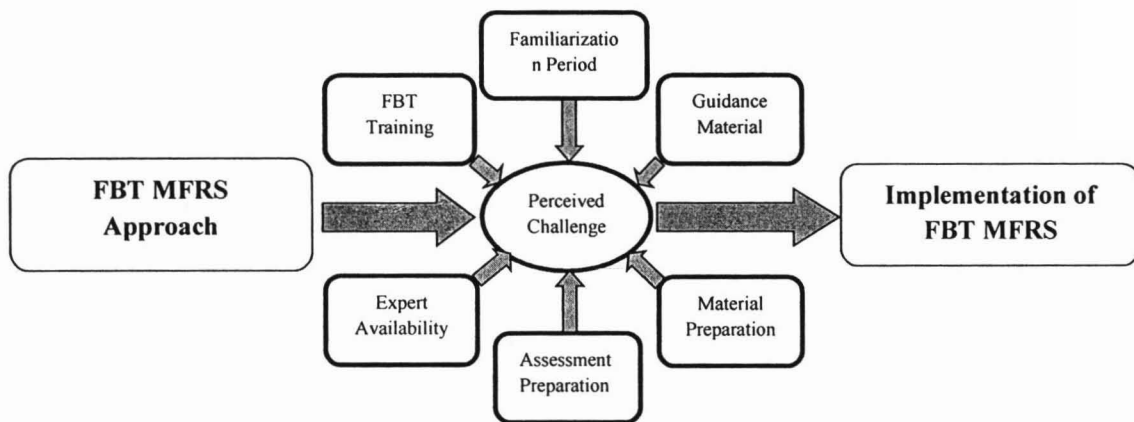 Familiarizatio
n Period
FBT
Training
Guidance
Material
FBT MFRS
Approach
Perceived
Challenge
Implementation of
FBT MFRS
Expert
Availability
Assessment
Preparation
Material
Preparation